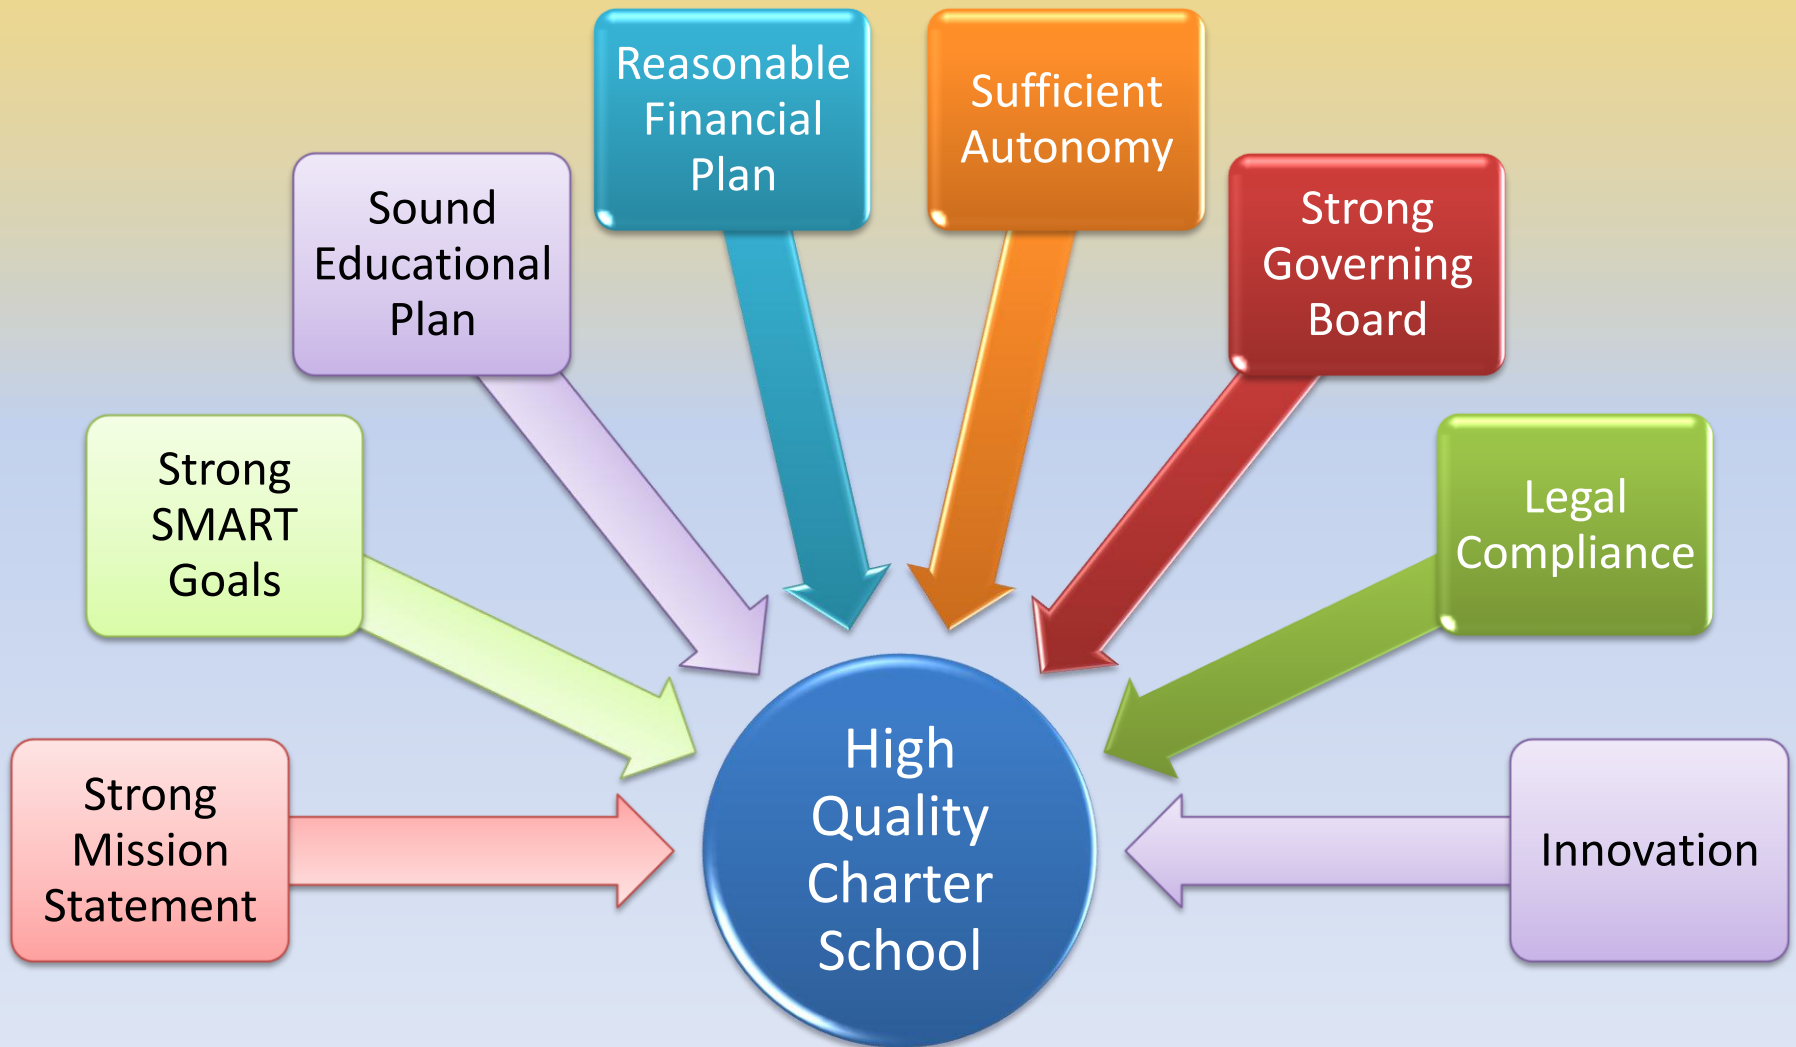 Strong
Mission
Statement
Strong
SMART
Goals
Sound
Educational
Plan
Reasonable
Financial
Plan
Sufficient
Autonomy
Strong
Governing
Board
Legal
Compliance
Innovation
High
Quality
Charter
School